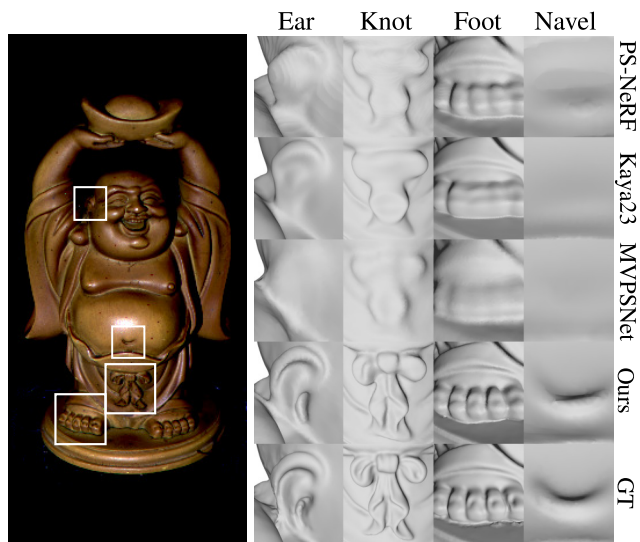 Ear Knot Foot Navel
PS-NeRF
Kaya23
MVPSNet
Ours
GT